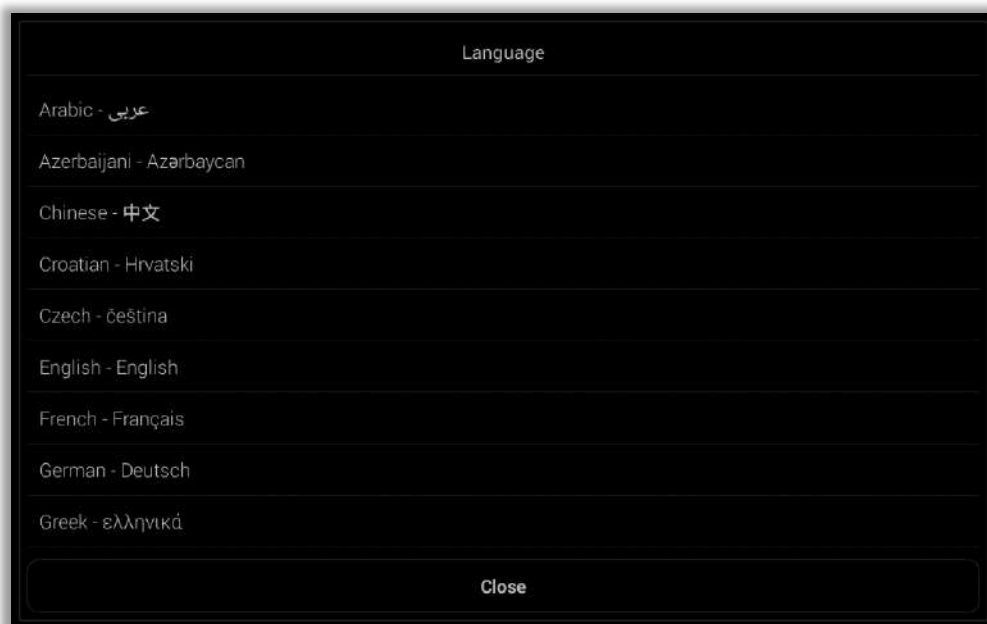 Language
Arabic - عربى
Azerbaijani - Azərbaycan
Chinese - 中文
Croatian - Hrvatski
Czech - čeština
English - English
French - Français
German - Deutsch
Greek - ελληνικά
Close